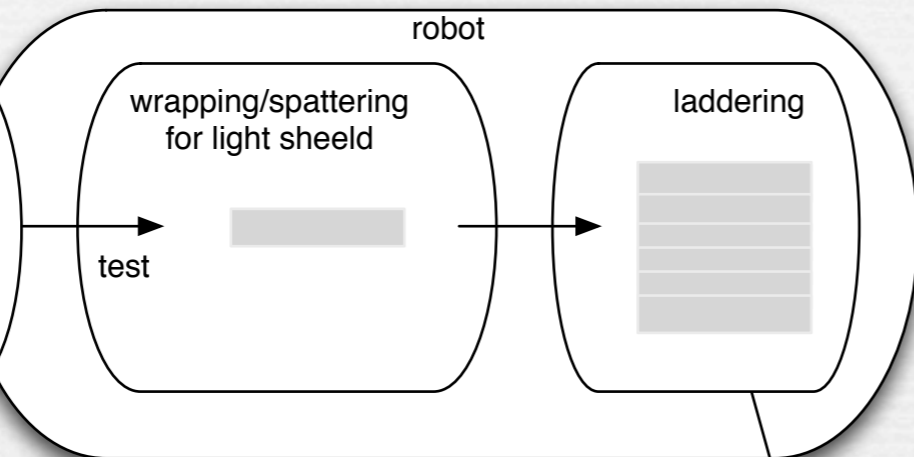 robot
wrapping/spattering
for light sheeld
laddering
test